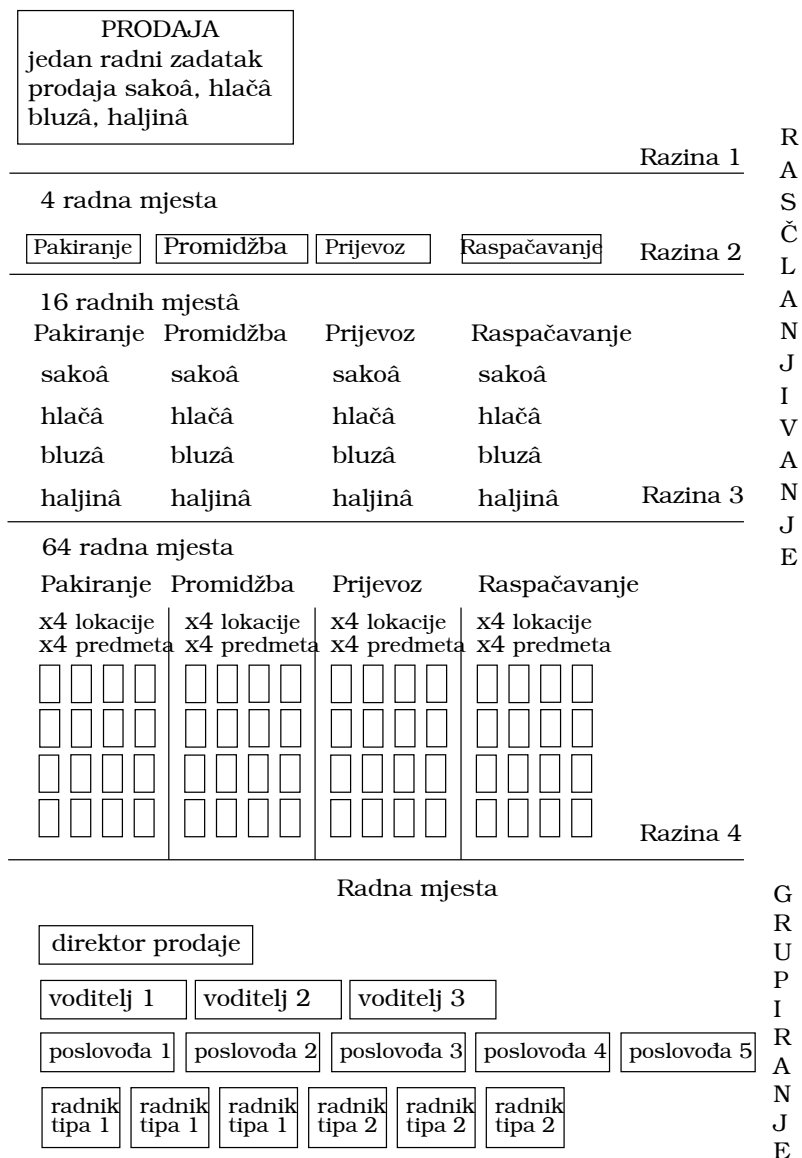 PRODAJA
jedan radni zadatak
prodaja sakoâ, hlačâ
bluzâ, haljinâ
Razina 1
4 radna mjesta
Pakiranje Promidžba Prijevoz Raspačavanje Razina 2
16 radnih mjestâ
Pakiranje Promidžba Prijevoz Raspačavanje
sakoâ sakoâ sakoâ sakoâ
hlačâ hlačâ hlačâ hlačâ
bluzâ bluzâ bluzâ bluzâ
haljinâ haljinâ haljinâ haljinâ Razina 3
64 radna mjesta
Pakiranje Promidžba Prijevoz Raspačavanje
x4 lokacije x4 lokacije x4 lokacije x4 lokacije
x4 predmeta x4 predmeta x4 predmeta x4 predmeta
Razina 4
RAŠČLANJIVANJE
Radna mjesta
direktor prodaje
voditelj 1 voditelj 2 voditelj 3
poslovođa 1 poslovođa 2 poslovođa 3 poslovođa 4 poslovođa 5
radnik radnik radnik radnik radnik radnik
tipa 1 tipa 1 tipa 1 tipa 2 tipa 2 tipa 2
GRUPIRANJE